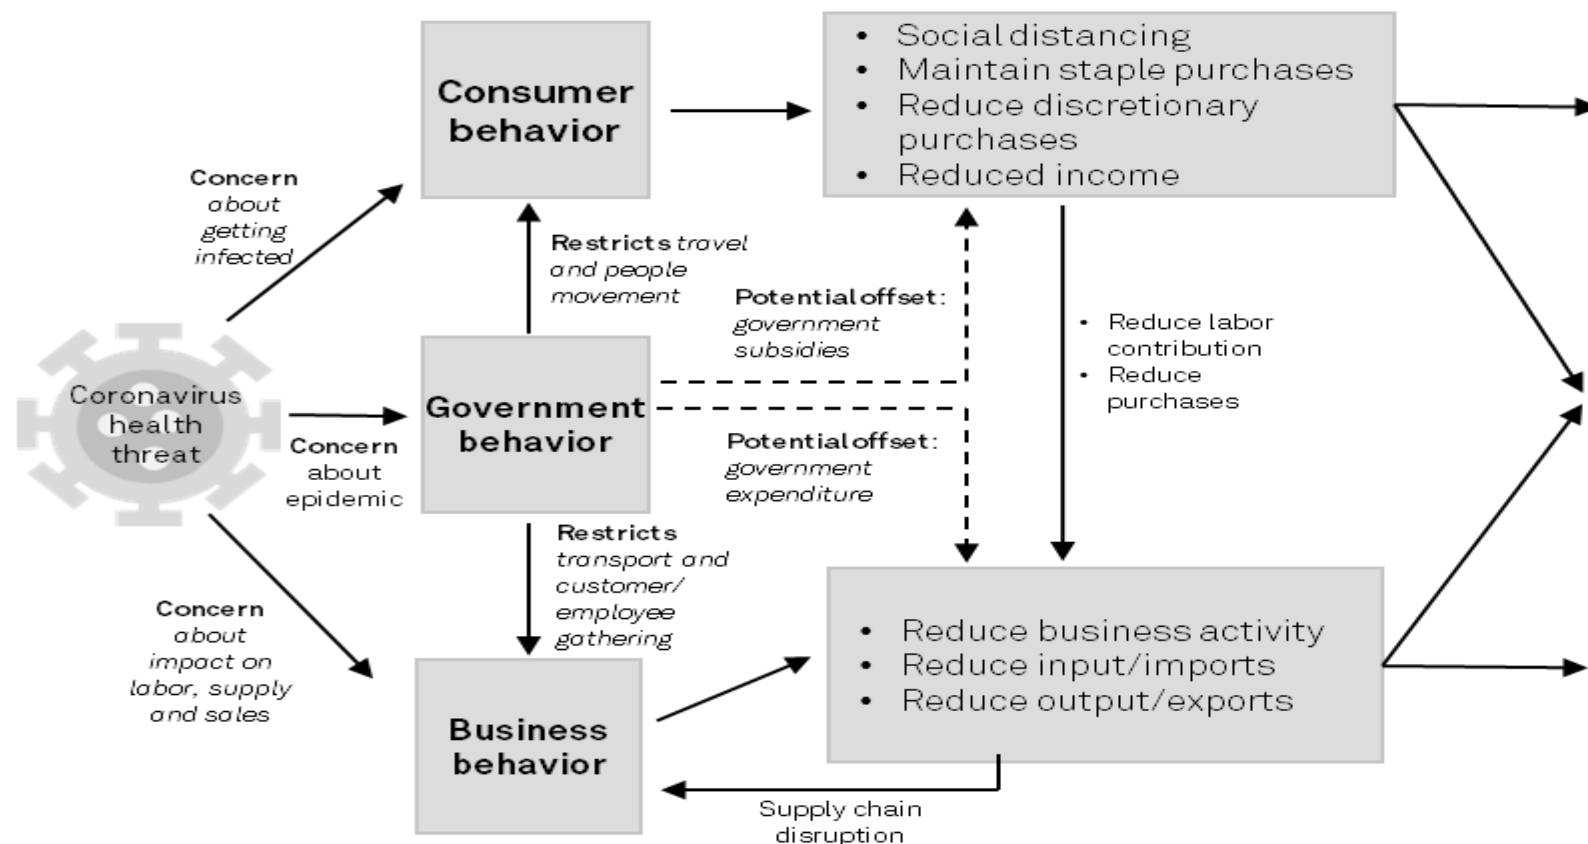 Consumer
behavior
• Social distancing
• Maintain staple purchases
• Reduce discretionary
purchases
• Reduced income
Concern
about
getting
infected
Restricts travel
and people
movement
Potential offset:
government
subsidies
• Reduce labor
contribution
• Reduce
purchases
Coronavirus
health
threat
Concern
about
epidemic
Government
behavior
Potential offset:
government
expenditure
Restricts
transport and
customer/
employee
gathering
Concern
about
impact on
labor, supply
and sales
Business
behavior
• Reduce business activity
• Reduce input/imports
• Reduce output/exports
Supply chain
disruption